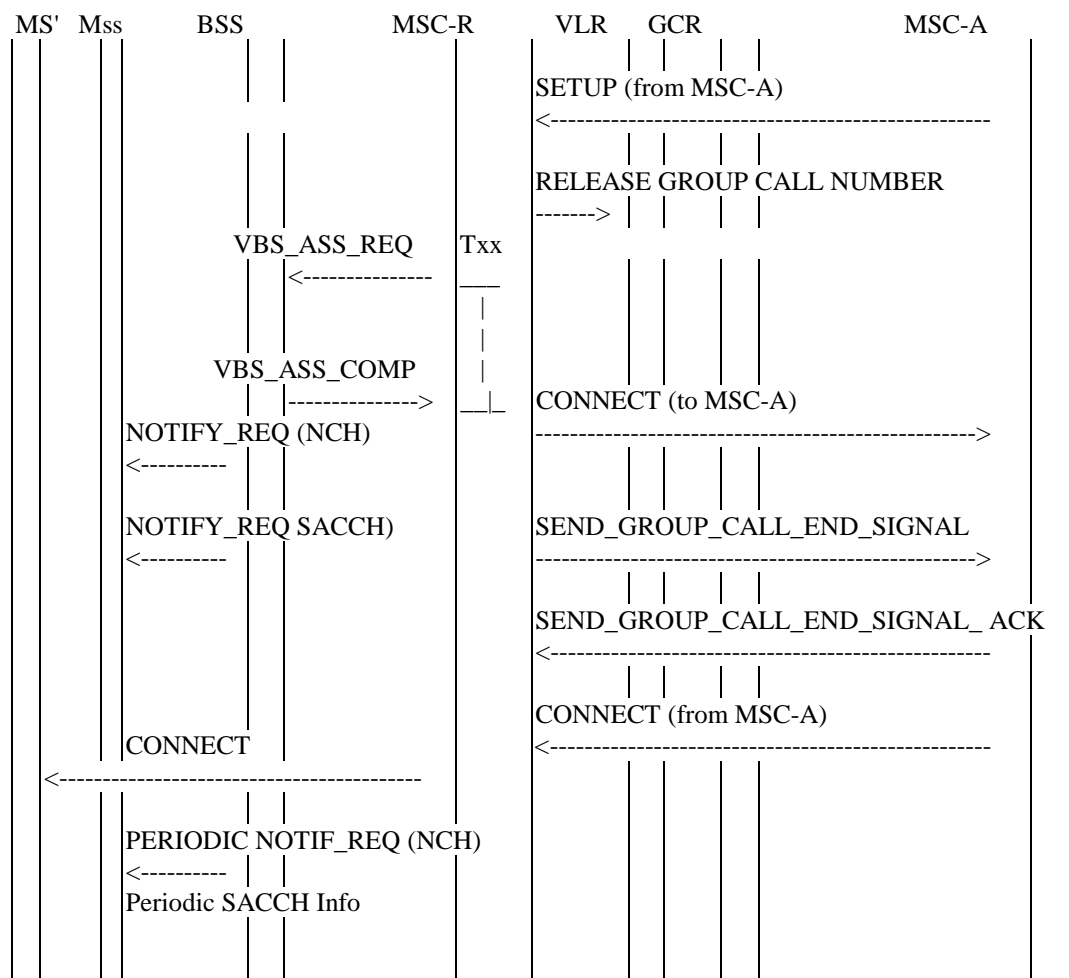 MS' Mss BSS MSC-R VLR GCR MSC-A
SETUP (from MSC-A)
<---------------------------------------------------
RELEASE GROUP CALL NUMBER
------->
VBS_ASS_REQ Txx
<---------------
VBS_ASS_COMP
---------------> CONNECT (to MSC-A)
NOTIFY_REQ (NCH) --------------------------------------------------->
<----------
NOTIFY_REQ SACCH) SEND_GROUP_CALL_END_SIGNAL
<---------- --------------------------------------------------->
SEND_GROUP_CALL_END_SIGNAL_ ACK
<---------------------------------------------------
CONNECT (from MSC-A)
CONNECT <---------------------------------------------------
<------------------------------------------
PERIODIC NOTIF_REQ (NCH)
<----------
Periodic SACCH Info